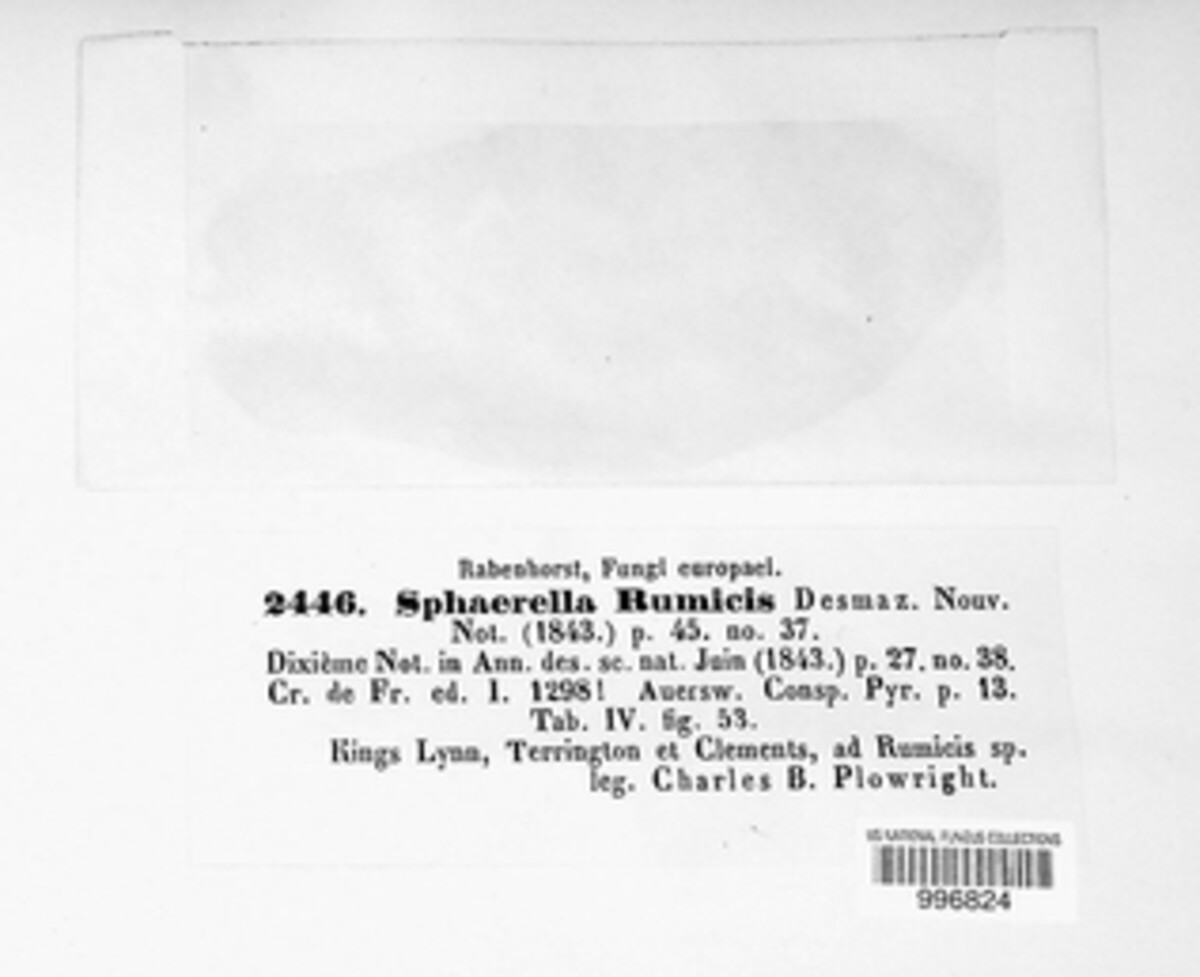 Rabenhorst, Fungi europaei.
2446. Sphaerella Rumicis Desmaz. Nouv.
Not. (1843.) p. 45. no. 37.
Dixième Not. in Ann. des. sc. nat. Juin (1843.) p. 27. no. 38.
Cr. de Fr. ed. I. 1298! Auersw. Consp. Pyr. p. 13.
Tab. IV. fig. 53.
Kings Lynn, Terrington et Clements, ad Rumicis sp.
leg. Charles B. Plowright.
US NATIONAL FUNGUS COLLECTIONS
996824